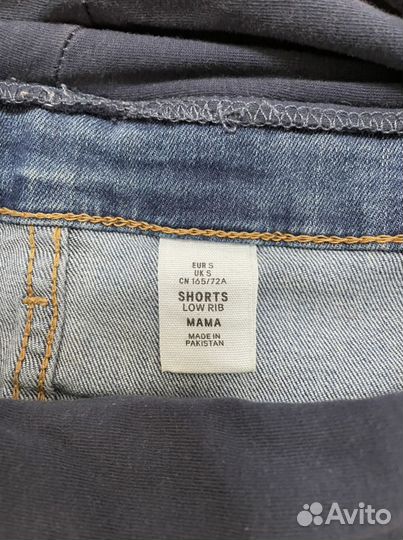 EUR S
UK S
CN 165/72A
SHORTS
LOW RIB
MAMA
MADE IN
PAKISTAN
Avito